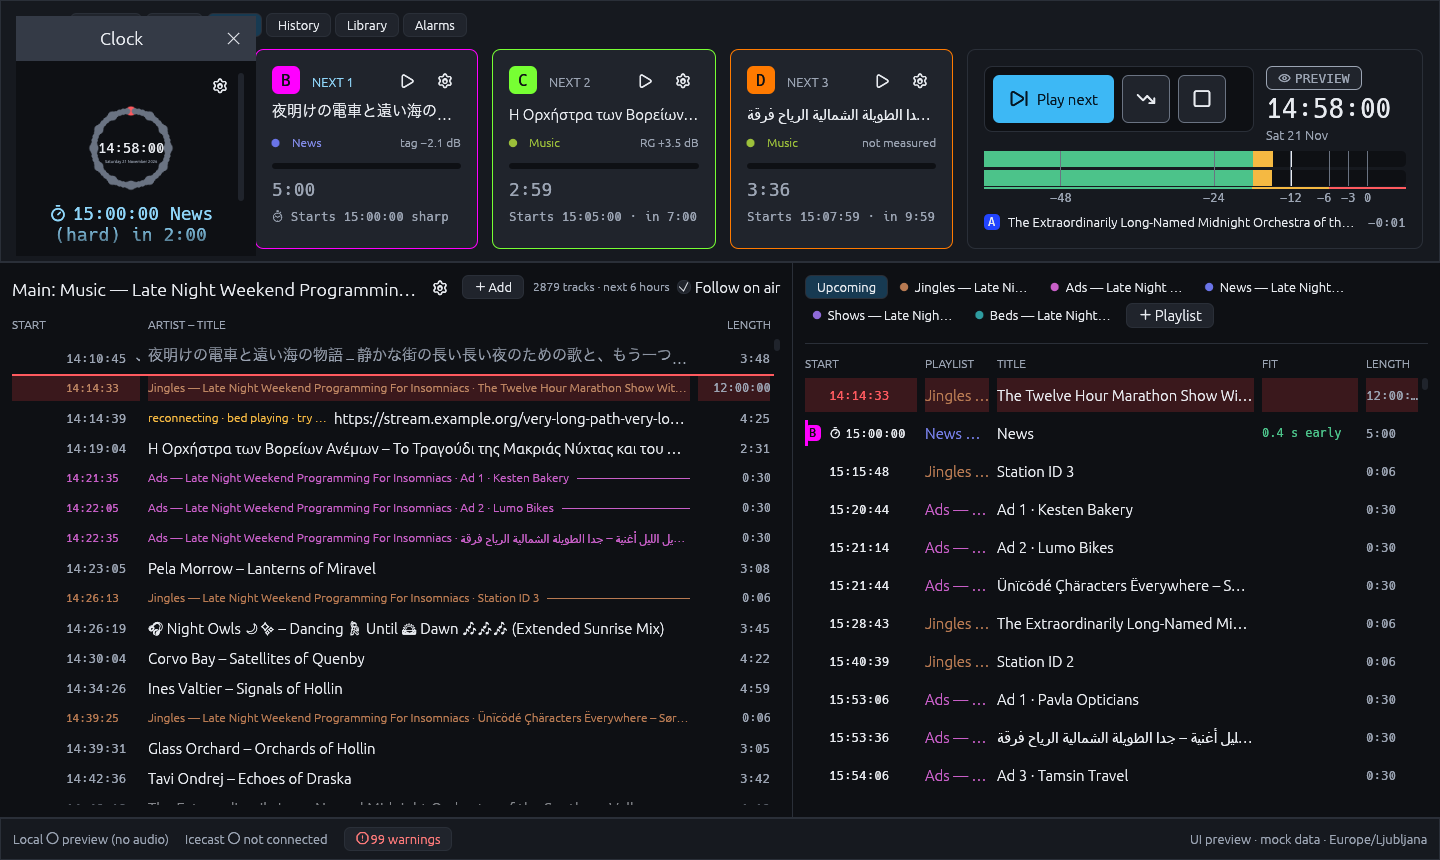 History
Library
Alarms
Clock
14:58:00
Saturday 21 November 2026
15:00:00 News
(hard) in 2:00
B
NEXT 1
夜明けの電車と遠い海の…
News
tag −2.1 dB
5:00
Starts 15:00:00 sharp
C
NEXT 2
Η Ορχήστρα των Βορείων…
Music
RG +3.5 dB
2:59
Starts 15:05:00 · in 7:00
D
NEXT 3
جدا الطويلة الشمالية الرياح فرقة…
Music
not measured
3:36
Starts 15:07:59 · in 9:59
Play next
PREVIEW
14:58:00
Sat 21 Nov
−48
−24
−12
−6
−3
0
A
The Extraordinarily Long-Named Midnight Orchestra of th…
−0:01
Main: Music — Late Night Weekend Programmin…
+ Add
2879 tracks · next 6 hours
Follow on air
START
ARTIST – TITLE
LENGTH
14:10:45
夜明けの電車と遠い海の物語 – 静かな街の長い長い夜のための歌と、もう一つ…
3:48
14:14:33
Jingles — Late Night Weekend Programming For Insomniacs · The Twelve Hour Marathon Show Wit…
12:00:00
14:14:39
reconnecting · bed playing · try …
https://stream.example.org/very-long-path-very-lo…
4:25
14:19:04
Η Ορχήστρα των Βορείων Ανέμων – Το Τραγούδι της Μακριάς Νύχτας και του …
2:31
14:21:35
Ads — Late Night Weekend Programming For Insomniacs · Ad 1 · Kesten Bakery
0:30
14:22:05
Ads — Late Night Weekend Programming For Insomniacs · Ad 2 · Lumo Bikes
0:30
14:22:35
Ads — Late Night Weekend Programming For Insomniacs · يل الليل أغنية – جدا الطويلة الشمالية الرياح فرقة…
0:30
14:23:05
Pela Morrow – Lanterns of Miravel
3:08
14:26:13
Jingles — Late Night Weekend Programming For Insomniacs · Station ID 3
0:06
14:26:19
🎧 Night Owls 🌙✨ – Dancing 💃 Until 🌅 Dawn 🎶🎶🎶 (Extended Sunrise Mix)
3:45
14:30:04
Corvo Bay – Satellites of Quenby
4:22
14:34:26
Ines Valtier – Signals of Hollin
4:59
14:39:25
Jingles — Late Night Weekend Programming For Insomniacs · Ünïcödé Çhäracters Ëverywhere – Sør…
0:06
14:39:31
Glass Orchard – Orchards of Hollin
3:05
14:42:36
Tavi Ondrej – Echoes of Draska
3:42
Upcoming
Jingles — Late Ni…
Ads — Late Night …
News — Late Night…
Shows — Late Nigh…
Beds — Late Night…
+ Playlist
START
PLAYLIST
TITLE
FIT
LENGTH
14:14:33
Jingles …
The Twelve Hour Marathon Show Wi…
12:00:…
B
15:00:00
News …
News
0.4 s early
5:00
15:15:48
Jingles …
Station ID 3
0:06
15:20:44
Ads — …
Ad 1 · Kesten Bakery
0:30
15:21:14
Ads — …
Ad 2 · Lumo Bikes
0:30
15:21:44
Ads — …
Ünïcödé Çhäracters Ëverywhere – S…
0:30
15:28:43
Jingles …
The Extraordinarily Long-Named Mi…
0:06
15:40:39
Jingles …
Station ID 2
0:06
15:53:06
Ads — …
Ad 1 · Pavla Opticians
0:30
15:53:36
Ads — …
لليل أغنية – جدا الطويلة الشمالية الرياح فرقة…
0:30
15:54:06
Ads — …
Ad 3 · Tamsin Travel
0:30
Local
preview (no audio)
Icecast
not connected
99 warnings
UI preview · mock data · Europe/Ljubljana